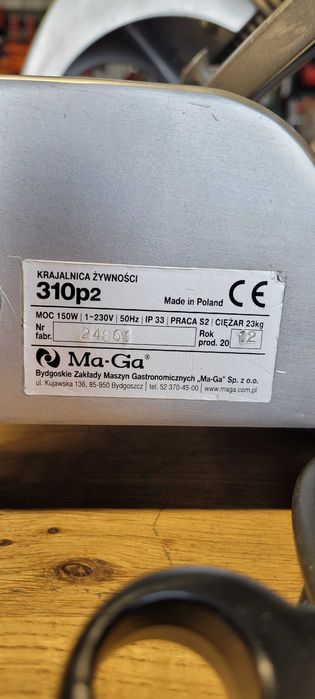 KRAJALNICA ŻYWNOŚCI
310p2 Made in Poland CE
MOC 150W | 1~230V | 50Hz | IP 33 | PRACA S2 | CIĘŻAR 23kg
Nr fabr. 24861 Rok prod. 2012
Ma-Ga®
Bydgoskie Zakłady Maszyn Gastronomicznych „Ma-Ga" Sp. z o.o.
ul. Kujawska 136, 85-950 Bydgoszcz | tel. 52 370-45-00 | www.maga.com.pl